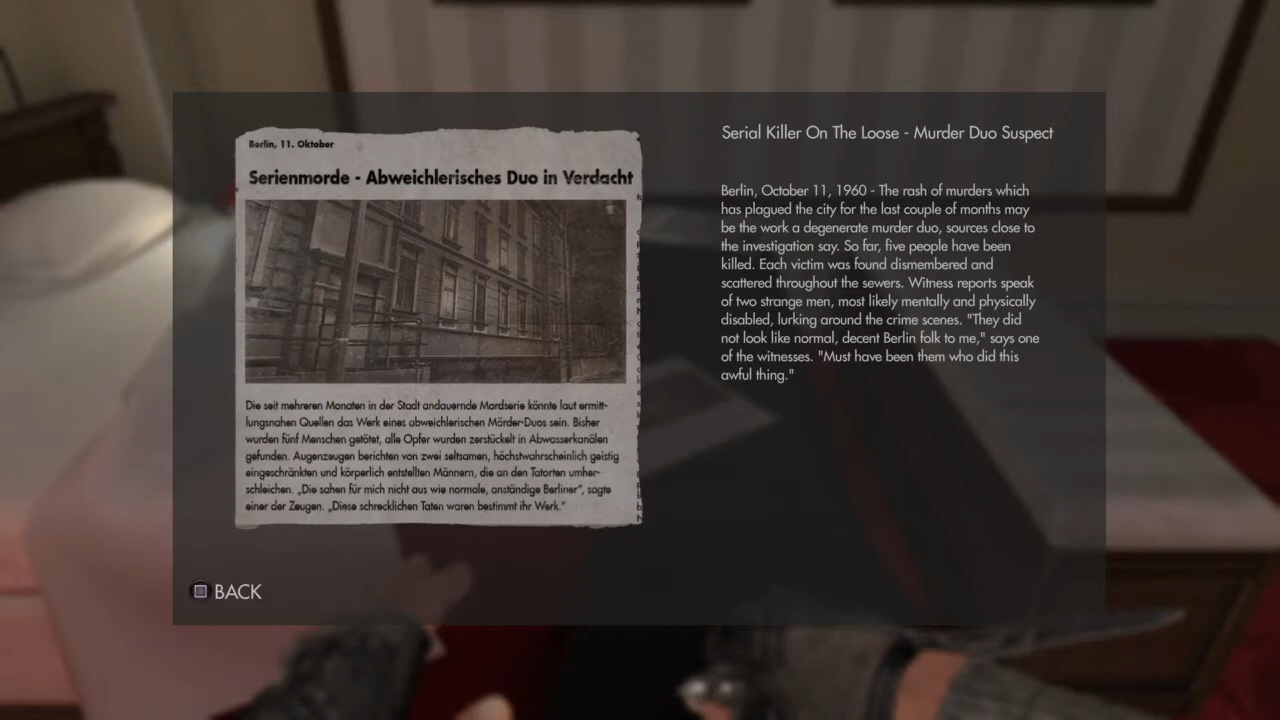 Berlin, 11. Oktober
Serienmorde - Abweichlerisches Duo in Verdacht
Die seit mehreren Monaten in der Stadt andauernde Mordserie könnte laut ermitt-
lungsnahen Quellen das Werk eines abweichlerischen Mörder-Duos sein. Bisher
wurden fünf Menschen getötet, alle Opfer wurden zerstückelt in Abwasserkanälen
gefunden. Augenzeugen berichten von zwei seltsamen, höchstwahrscheinlich geistig
eingeschränkten und körperlich entstellten Männern, die an den Tatorten umher-
schleichen. „Die sahen für mich nicht aus wie normale, anständige Berliner“, sagte
einer der Zeugen. „Diese schrecklichen Taten waren bestimmt ihr Werk.“
Serial Killer On The Loose - Murder Duo Suspect
Berlin, October 11, 1960 - The rash of murders which
has plagued the city for the last couple of months may
be the work a degenerate murder duo, sources close to
the investigation say. So far, five people have been
killed. Each victim was found dismembered and
scattered throughout the sewers. Witness reports speak
of two strange men, most likely mentally and physically
disabled, lurking around the crime scenes. "They did
not look like normal, decent Berlin folk to me," says one
of the witnesses. "Must have been them who did this
awful thing."
BACK